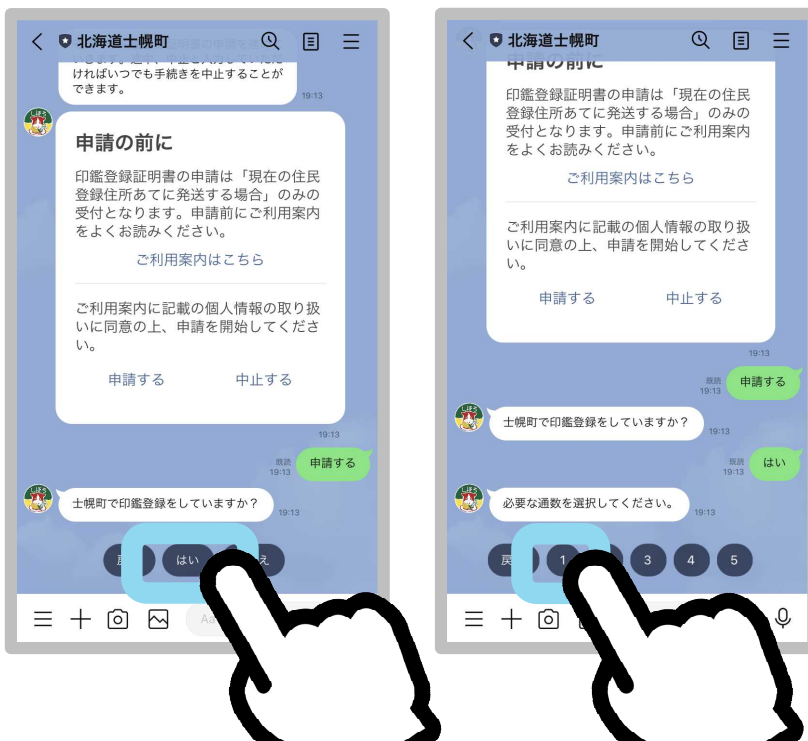 北海道士幌町
ければいつでも手続きを中止することが
できます。
19:13
申請の前に
印鑑登録証明書の申請は「現在の住民
登録住所あてに発送する場合」のみの
受付となります。申請前にご利用案内
をよくお読みください。
ご利用案内はこちら
ご利用案内に記載の個人情報の取り扱
いに同意の上、申請を開始してくださ
い。
申請する 中止する
19:13
既読
19:13
申請する
士幌町で印鑑登録をしていますか？
19:13
はい
北海道士幌町
申請の前に
印鑑登録証明書の申請は「現在の住民
登録住所あてに発送する場合」のみの
受付となります。申請前にご利用案内
をよくお読みください。
ご利用案内はこちら
ご利用案内に記載の個人情報の取り扱
いに同意の上、申請を開始してくださ
い。
申請する 中止する
19:13
既読
19:13
申請する
士幌町で印鑑登録をしていますか？
19:13
既読
19:13
はい
必要な通数を選択してください。
19:13
1 3 4 5